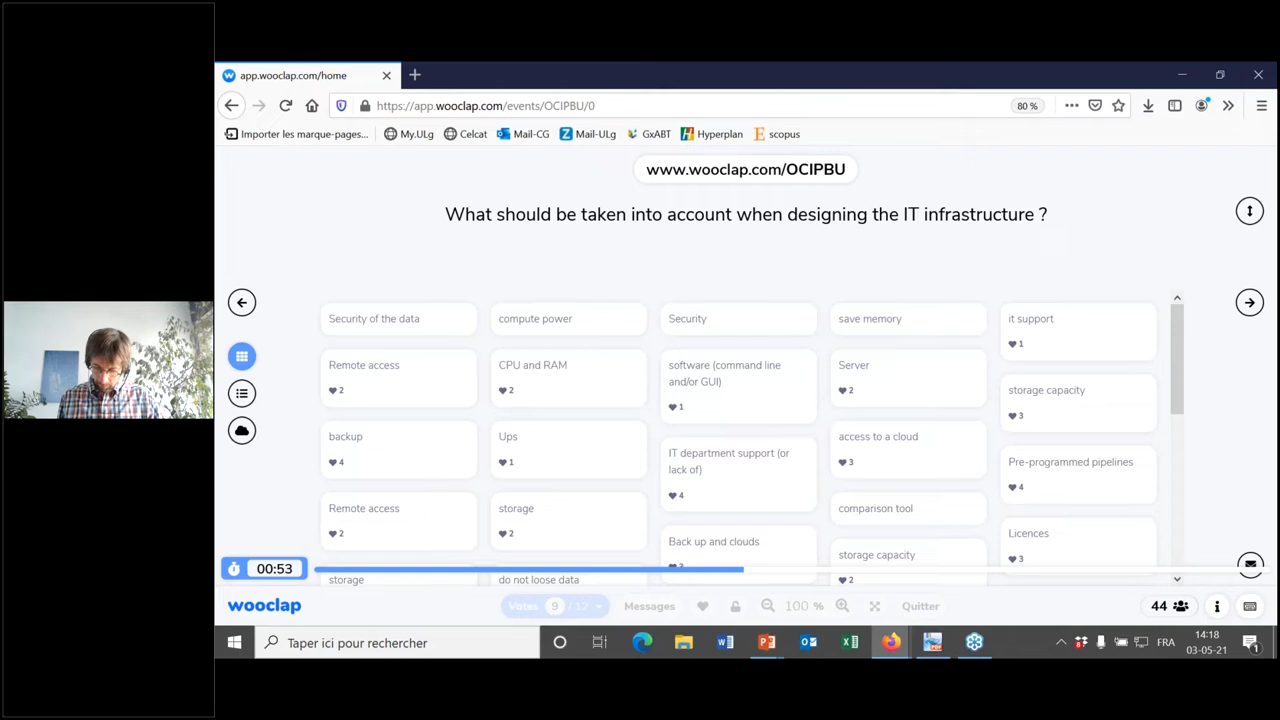 app.wooclap.com/home
https://app.wooclap.com/events/OCIPBU/0
80 %
Importer les marque-pages...
My.ULg
Celcat
Mail-CG
Mail-ULg
GxABT
Hyperplan
scopus
www.wooclap.com/OCIPBU
What should be taken into account when designing the IT infrastructure ?
Security of the data
compute power
Security
save memory
it support
1
Remote access
2
CPU and RAM
2
software (command line
and/or GUI)
1
Server
2
storage capacity
3
backup
4
Ups
1
IT department support (or
lack of)
4
access to a cloud
3
Pre-programmed pipelines
4
Remote access
2
storage
2
Back up and clouds
comparison tool
Licences
3
storage
do not loose data
storage capacity
2
00:53
wooclap
Votes 9 / 12
Messages
100 %
Quitter
44
Taper ici pour rechercher
FRA
14:18
03-05-21
1